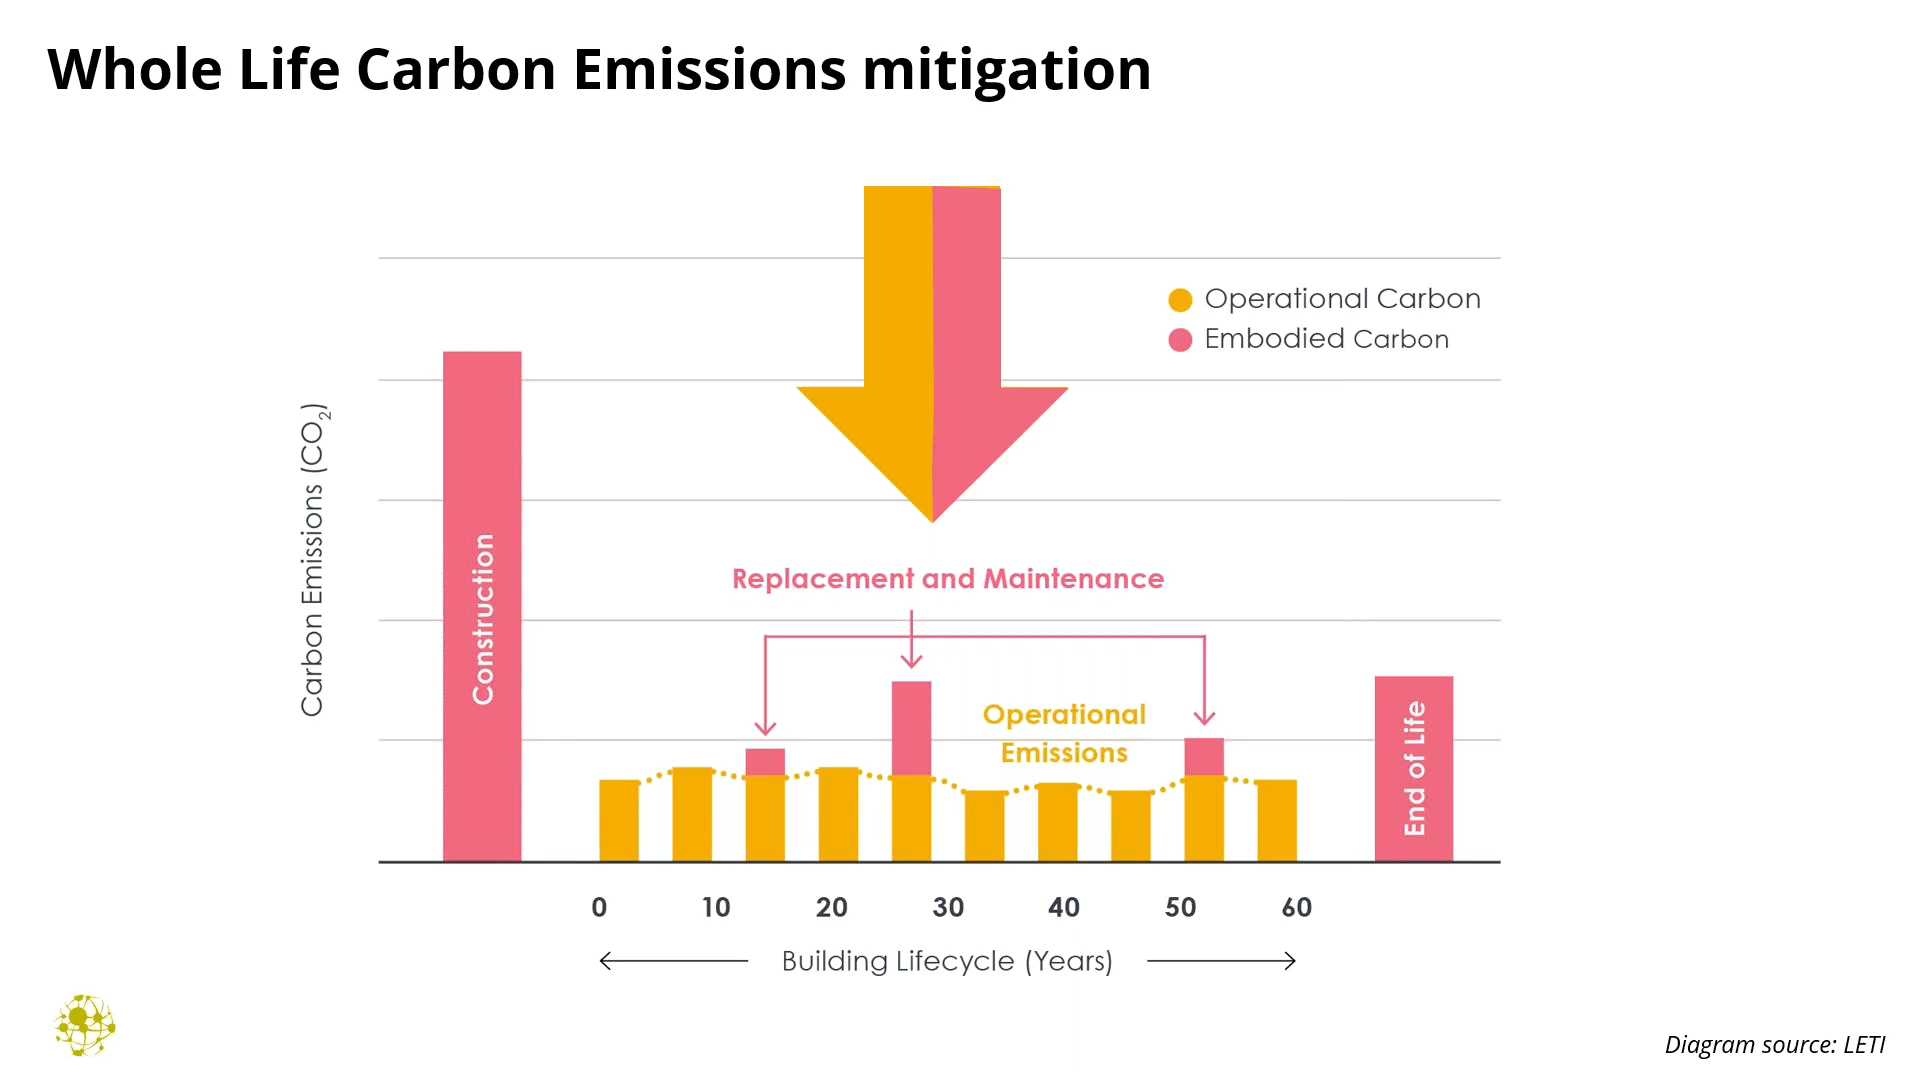 Whole Life Carbon Emissions mitigation
Operational Carbon
Embodied Carbon
Carbon Emissions (CO₂)
Construction
Replacement and Maintenance
Operational
Emissions
End of Life
0 10 20 30 40 50 60
Building Lifecycle (Years)
Diagram source: LETI